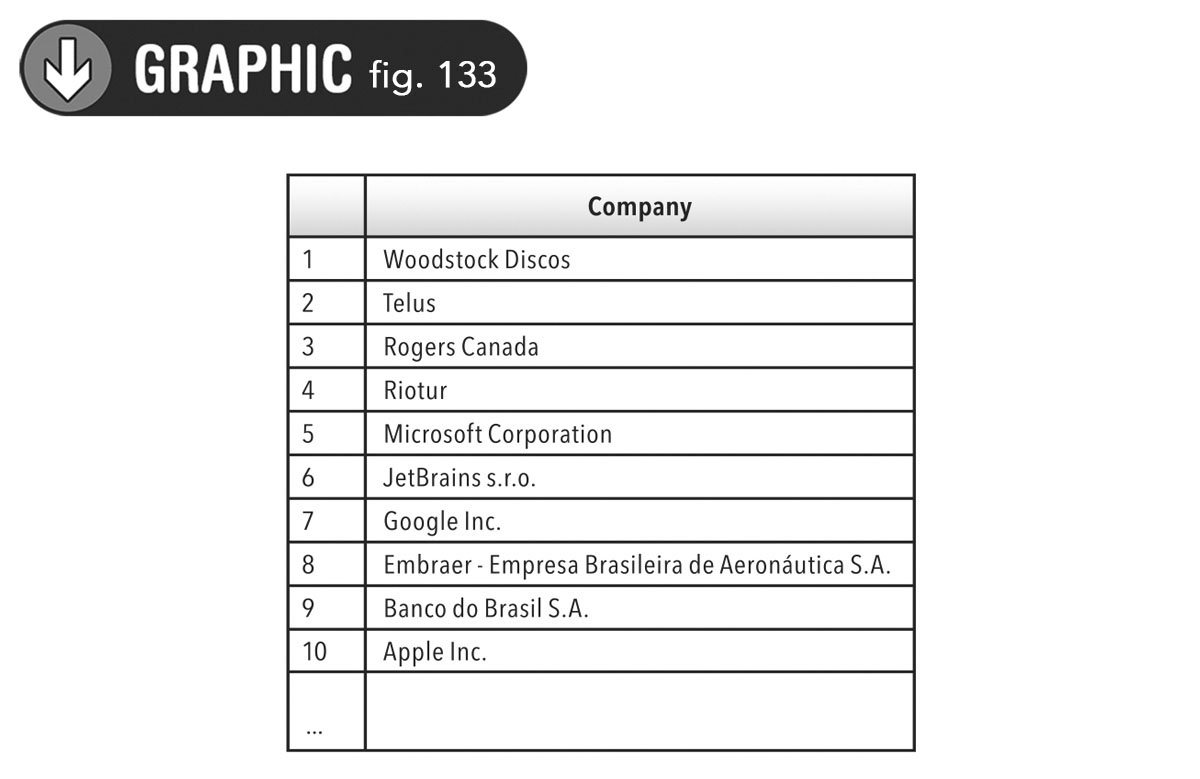 GRAPHIC fig. 133
Company
1 Woodstock Discos
2 Telus
3 Rogers Canada
4 Riotur
5 Microsoft Corporation
6 JetBrains s.r.o.
7 Google Inc.
8 Embraer - Empresa Brasileira de Aeronáutica S.A.
9 Banco do Brasil S.A.
10 Apple Inc.
...